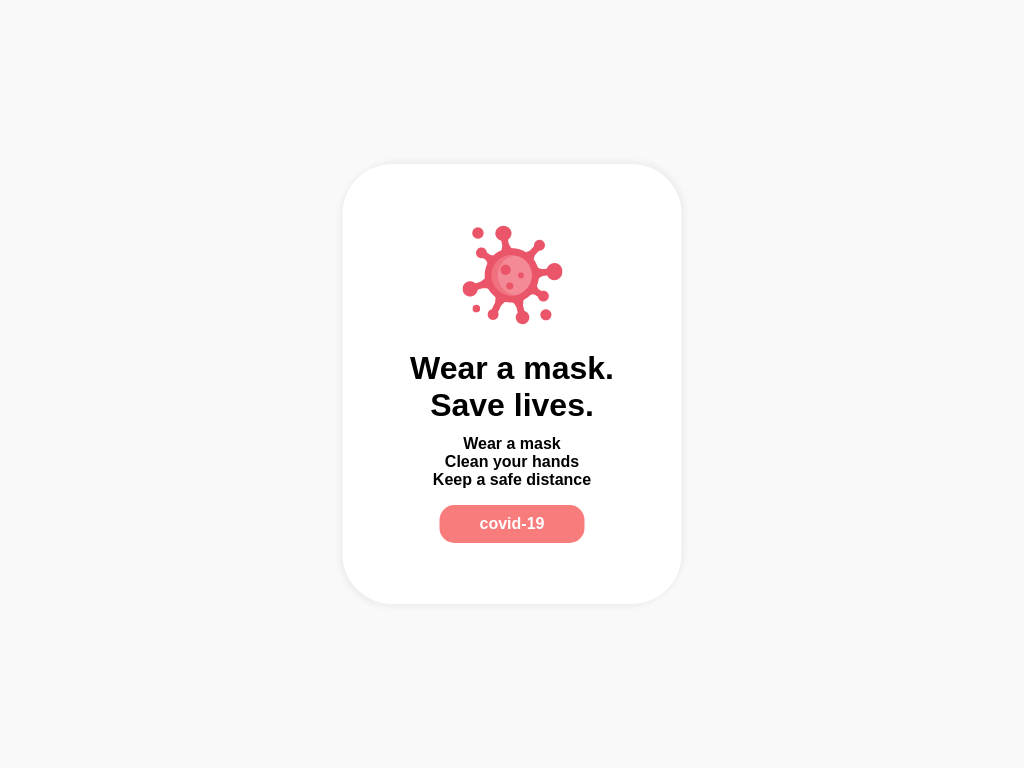 Wear a mask.
Save lives.
Wear a mask
Clean your hands
Keep a safe distance
covid-19